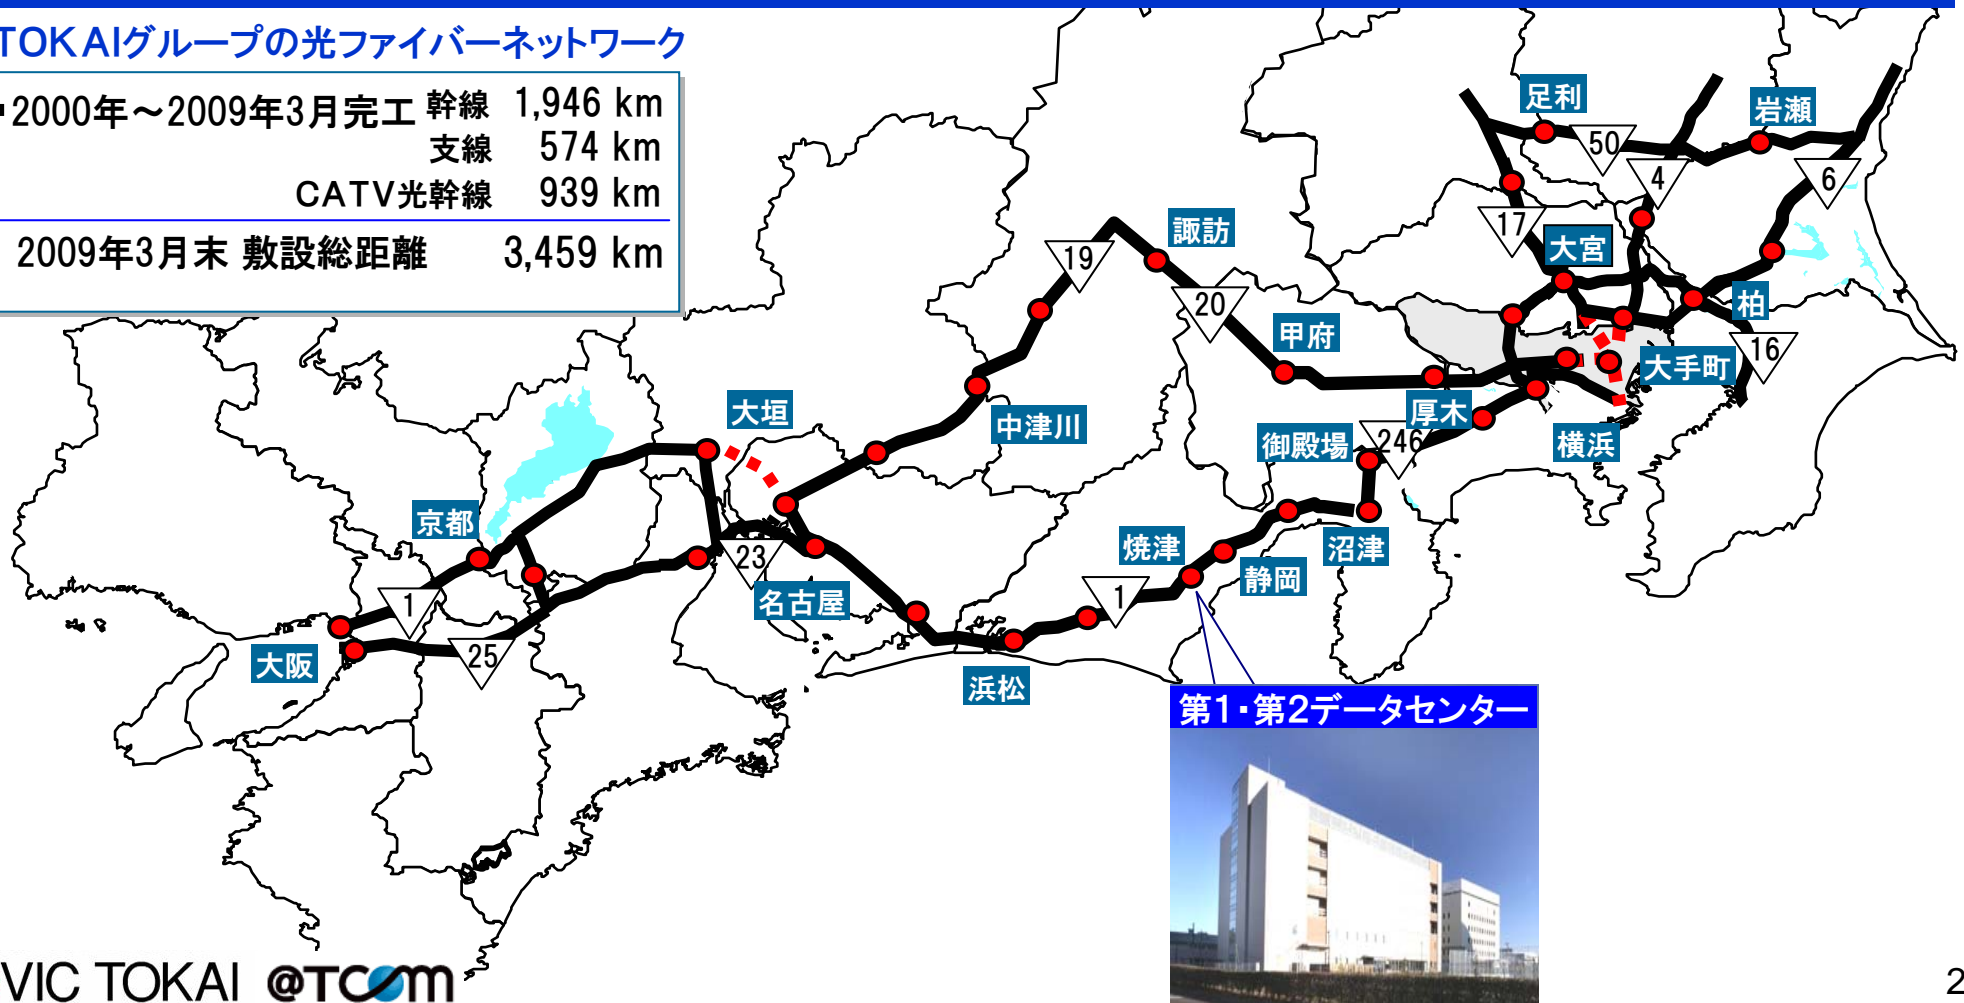 TOKAIグループの光ファイバーネットワーク
・2000年～2009年3月完工 幹線 1,946 km
支線 574 km
CATV光幹線 939 km
2009年3月末 敷設総距離 3,459 km
足利
岩瀬
50
4
6
17
大宮
諏訪
19
20
柏
甲府
16
大手町
大垣
中津川
厚木
御殿場
246
横浜
京都
焼津
静岡
沼津
23
名古屋
1
1
大阪
25
浜松
第1・第2データセンター
VIC TOKAI @TCOM
2